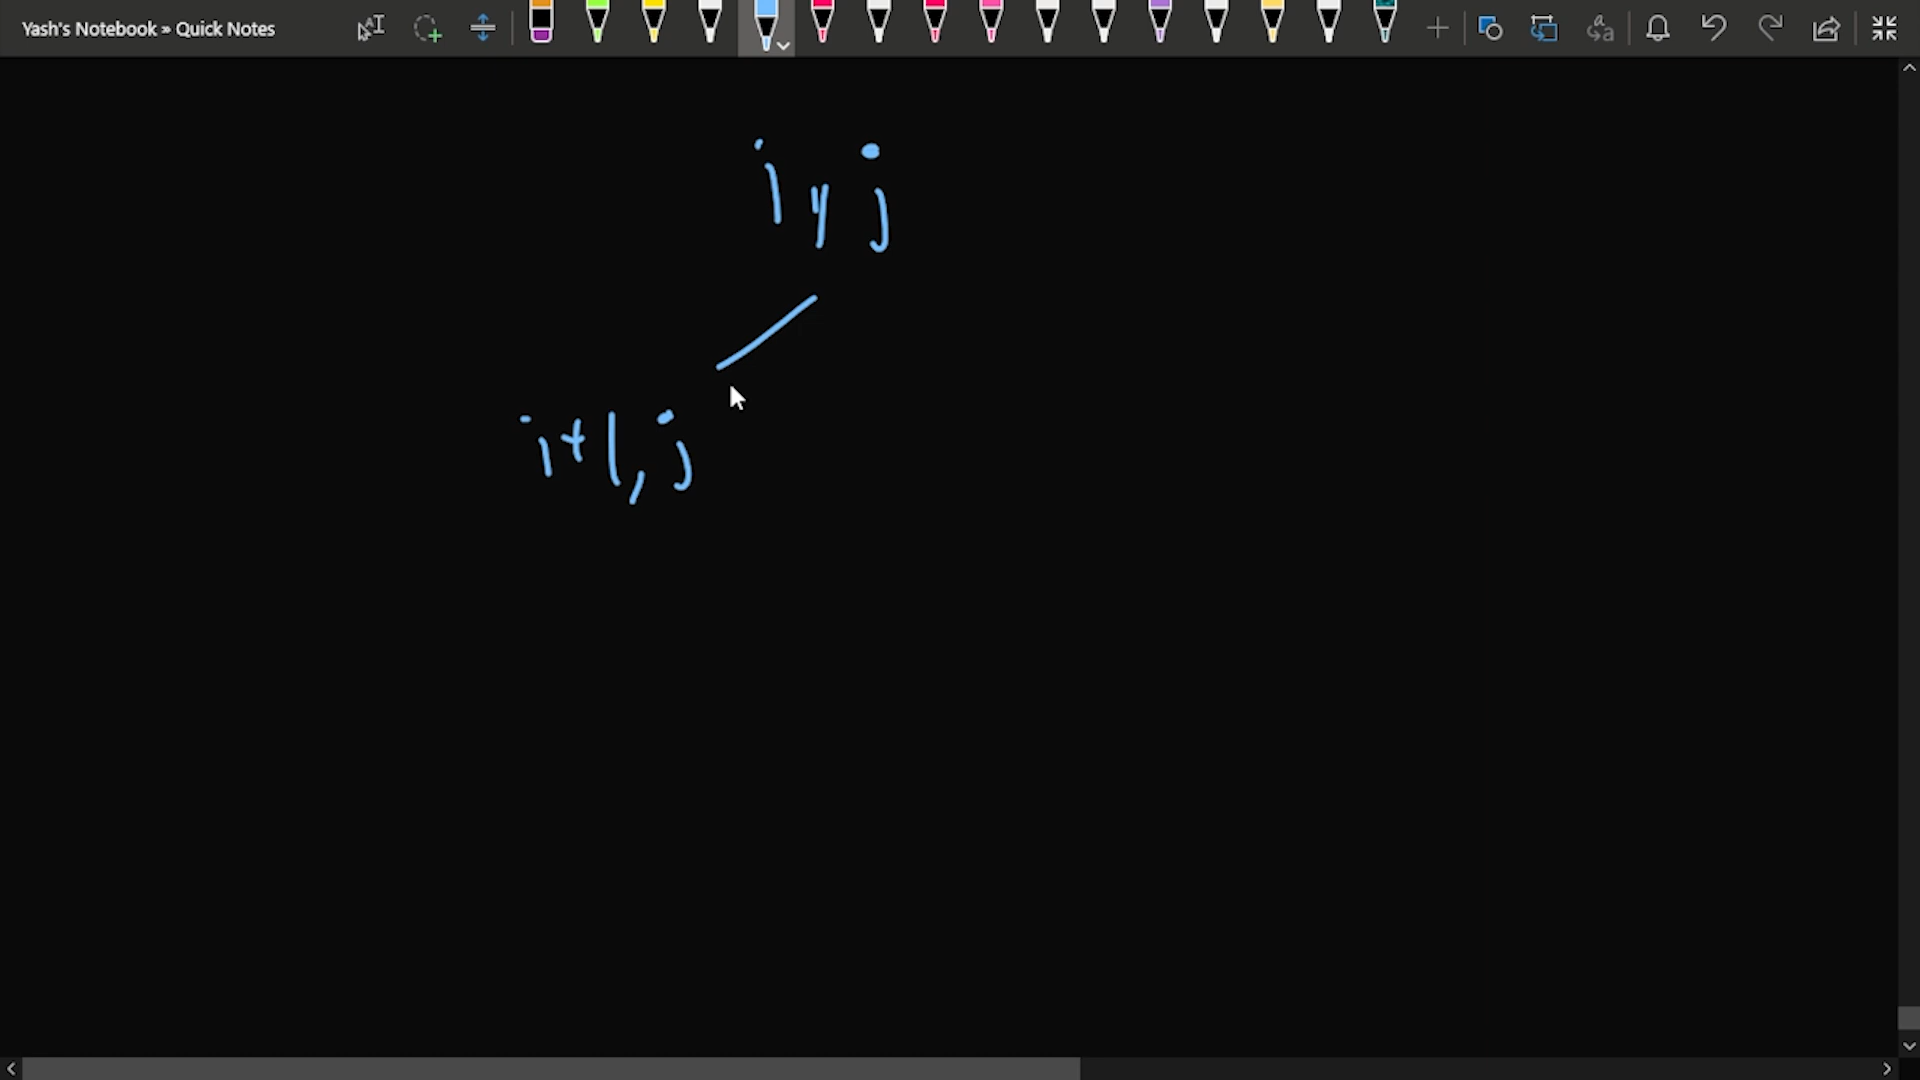 Yash's Notebook » Quick Notes
i, j
i+1, j